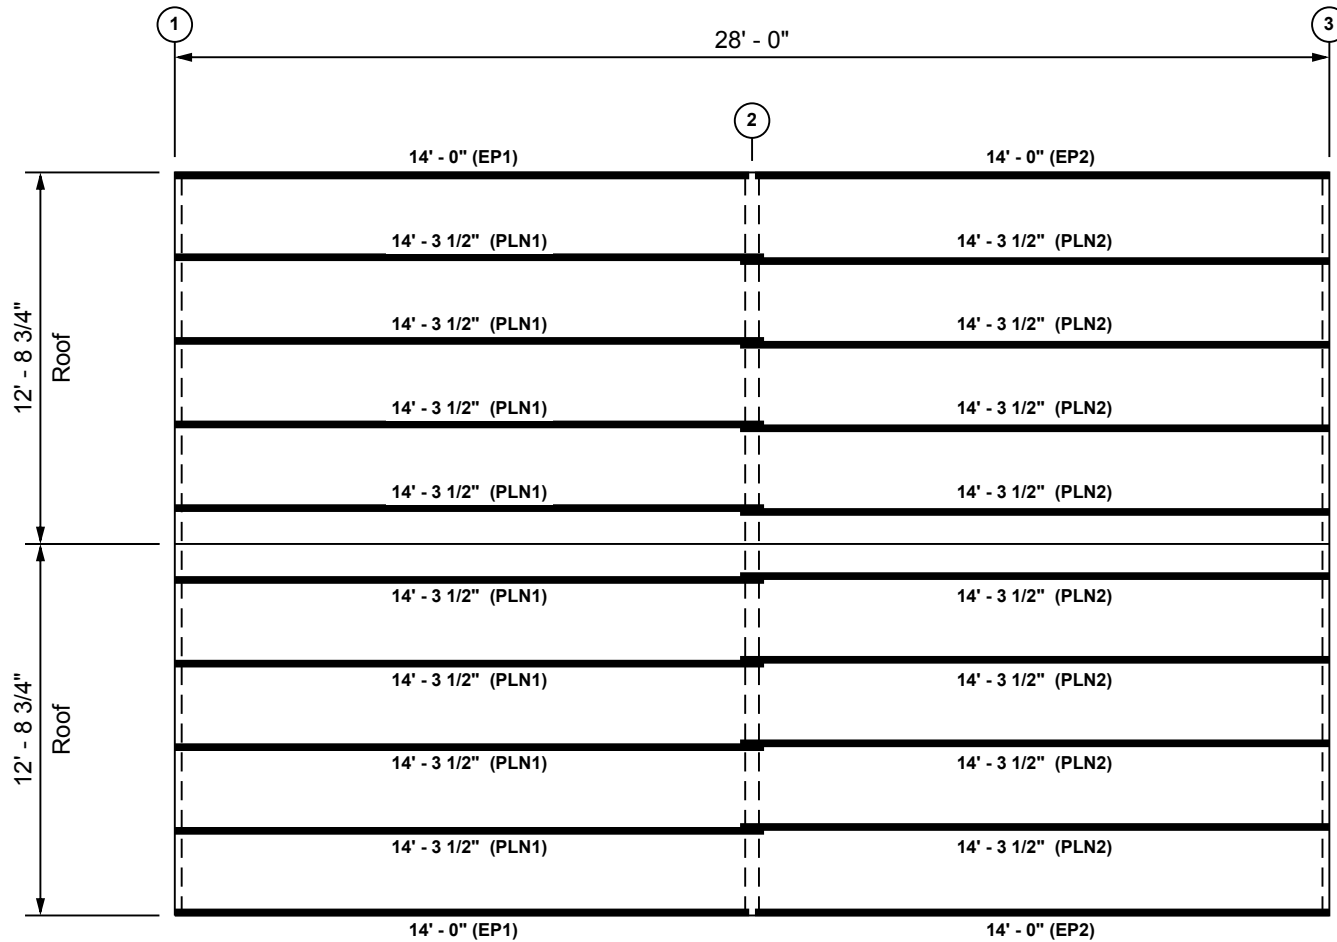 1
3
28' - 0"
2
14' - 0" (EP1)
14' - 0" (EP2)
14' - 3 1/2" (PLN1)
14' - 3 1/2" (PLN2)
14' - 3 1/2" (PLN1)
14' - 3 1/2" (PLN2)
12' - 8 3/4"
Roof
14' - 3 1/2" (PLN1)
14' - 3 1/2" (PLN2)
14' - 3 1/2" (PLN1)
14' - 3 1/2" (PLN2)
14' - 3 1/2" (PLN1)
14' - 3 1/2" (PLN2)
14' - 3 1/2" (PLN1)
14' - 3 1/2" (PLN2)
12' - 8 3/4"
Roof
14' - 3 1/2" (PLN1)
14' - 3 1/2" (PLN2)
14' - 3 1/2" (PLN1)
14' - 3 1/2" (PLN2)
14' - 0" (EP1)
14' - 0" (EP2)